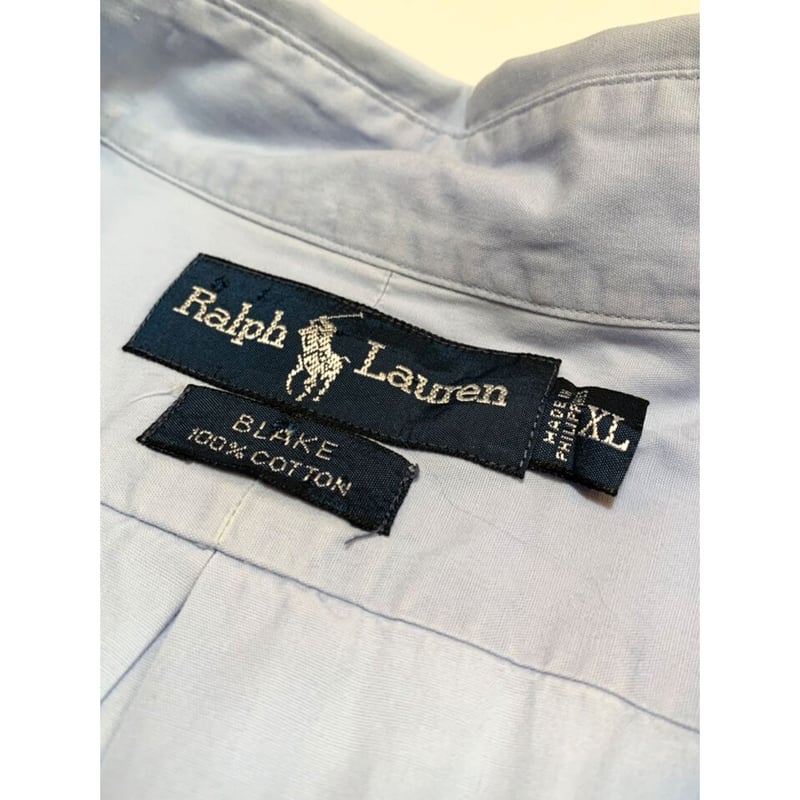 Ralph Lauren
BLAKE
100% COTTON
MADE IN
PHILIPPINES
XL